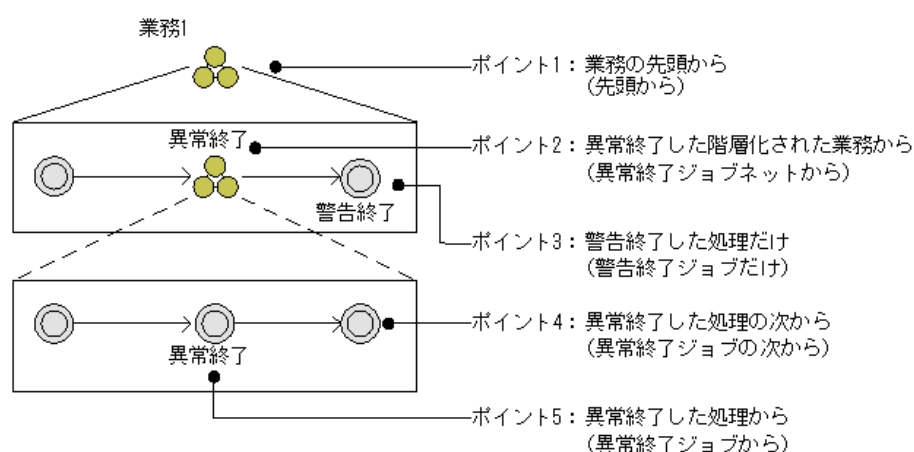 業務1
ポイント1：業務の先頭から
(先頭から)
異常終了
ポイント2：異常終了した階層化された業務から
(異常終了ジョブネットから)
警告終了
ポイント3：警告終了した処理だけ
(警告終了ジョブだけ)
ポイント4：異常終了した処理の次から
(異常終了ジョブの次から)
異常終了
ポイント5：異常終了した処理から
(異常終了ジョブから)